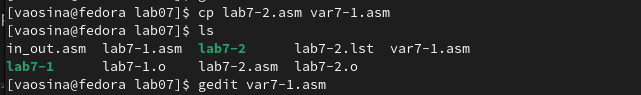 [vaosina@fedora lab07]$ cp lab7-2.asm var7-1.asm
[vaosina@fedora lab07]$ ls
in_out.asm  lab7-1.asm  lab7-2      lab7-2.lst  var7-1.asm
lab7-1      lab7-1.o    lab7-2.asm  lab7-2.o
[vaosina@fedora lab07]$ gedit var7-1.asm